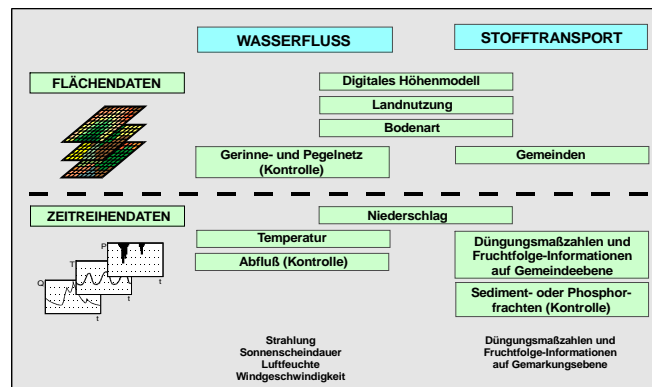 WASSERFLUSS
STOFFTRANSPORT
FLÄCHENDATEN
Digitales Höhenmodell
Landnutzung
Bodenart
Gerinne- und Pegelnetz
(Kontrolle)
Gemeinden
ZEITREIHENDATEN
Niederschlag
Temperatur
Abfluß (Kontrolle)
Düngungsmaßzahlen und
Fruchtfolge-Informationen
auf Gemeindeebene
Sediment- oder Phosphor-
frachten (Kontrolle)
P
t
T
t
Q
t
Strahlung
Sonnenscheindauer
Luftfeuchte
Windgeschwindigkeit
Düngungsmaßzahlen und
Fruchtfolge-Informationen
auf Gemarkungsebene